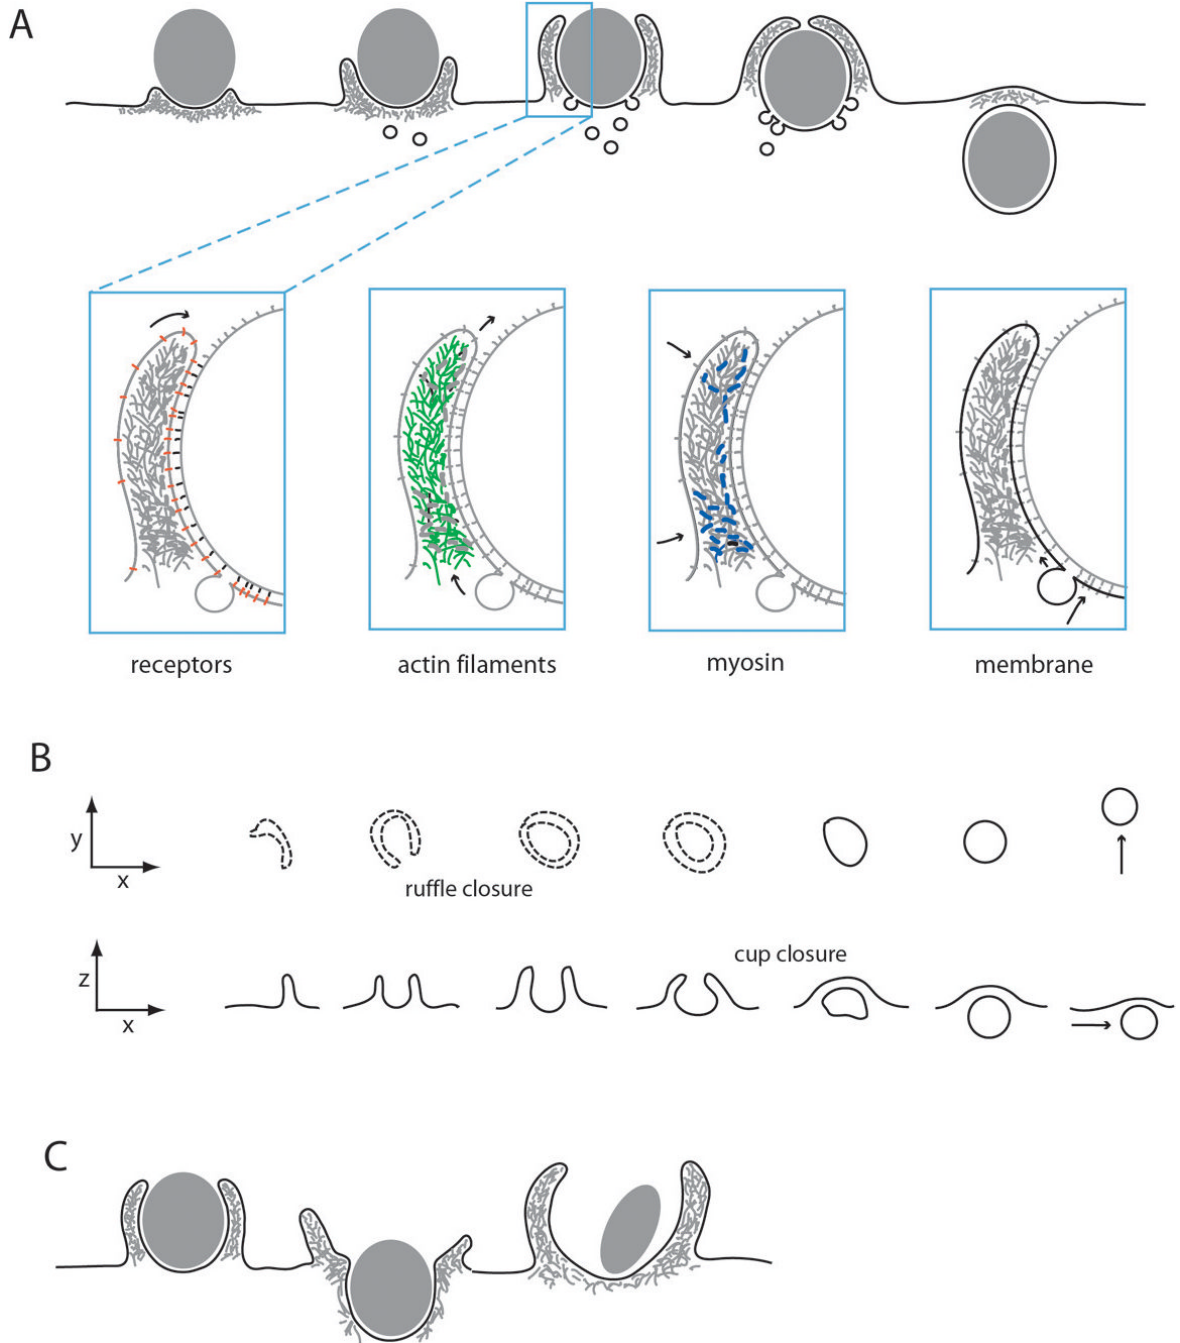 A
receptors
actin filaments
myosin
membrane
B
y
x
ruffle closure
cup closure
z
x
C